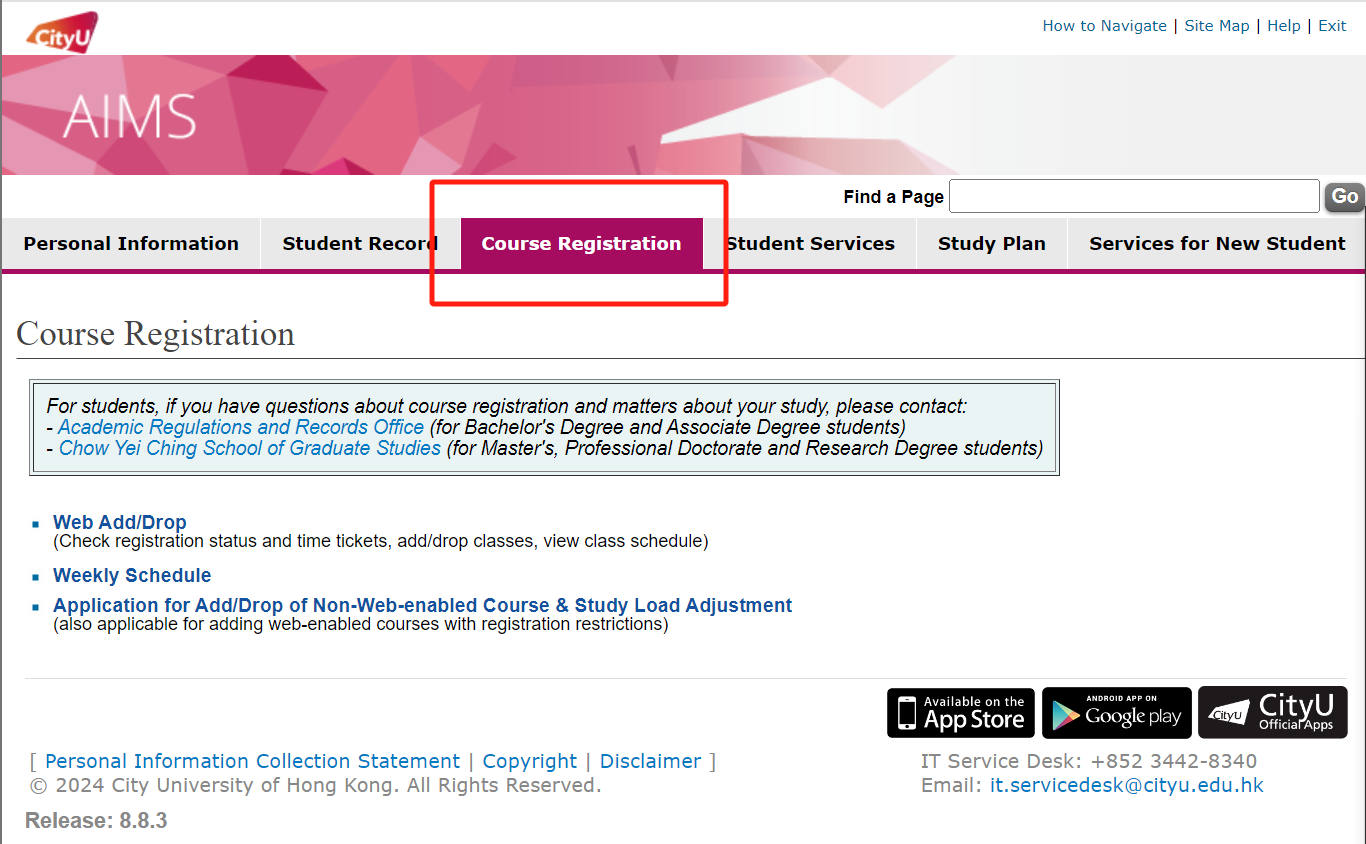 CityU
How to Navigate | Site Map | Help | Exit
AIMS
Find a Page
Go
Personal Information
Student Record
Course Registration
Student Services
Study Plan
Services for New Student
Course Registration
For students, if you have questions about course registration and matters about your study, please contact:
- Academic Regulations and Records Office (for Bachelor's Degree and Associate Degree students)
- Chow Yei Ching School of Graduate Studies (for Master's, Professional Doctorate and Research Degree students)
Web Add/Drop
(Check registration status and time tickets, add/drop classes, view class schedule)
Weekly Schedule
Application for Add/Drop of Non-Web-enabled Course & Study Load Adjustment
(also applicable for adding web-enabled courses with registration restrictions)
Available on the
App Store
ANDROID APP ON
Google play
CityU
CityU
Official Apps
[ Personal Information Collection Statement | Copyright | Disclaimer ]
© 2024 City University of Hong Kong. All Rights Reserved.
IT Service Desk: +852 3442-8340
Email: it.servicedesk@cityu.edu.hk
Release: 8.8.3